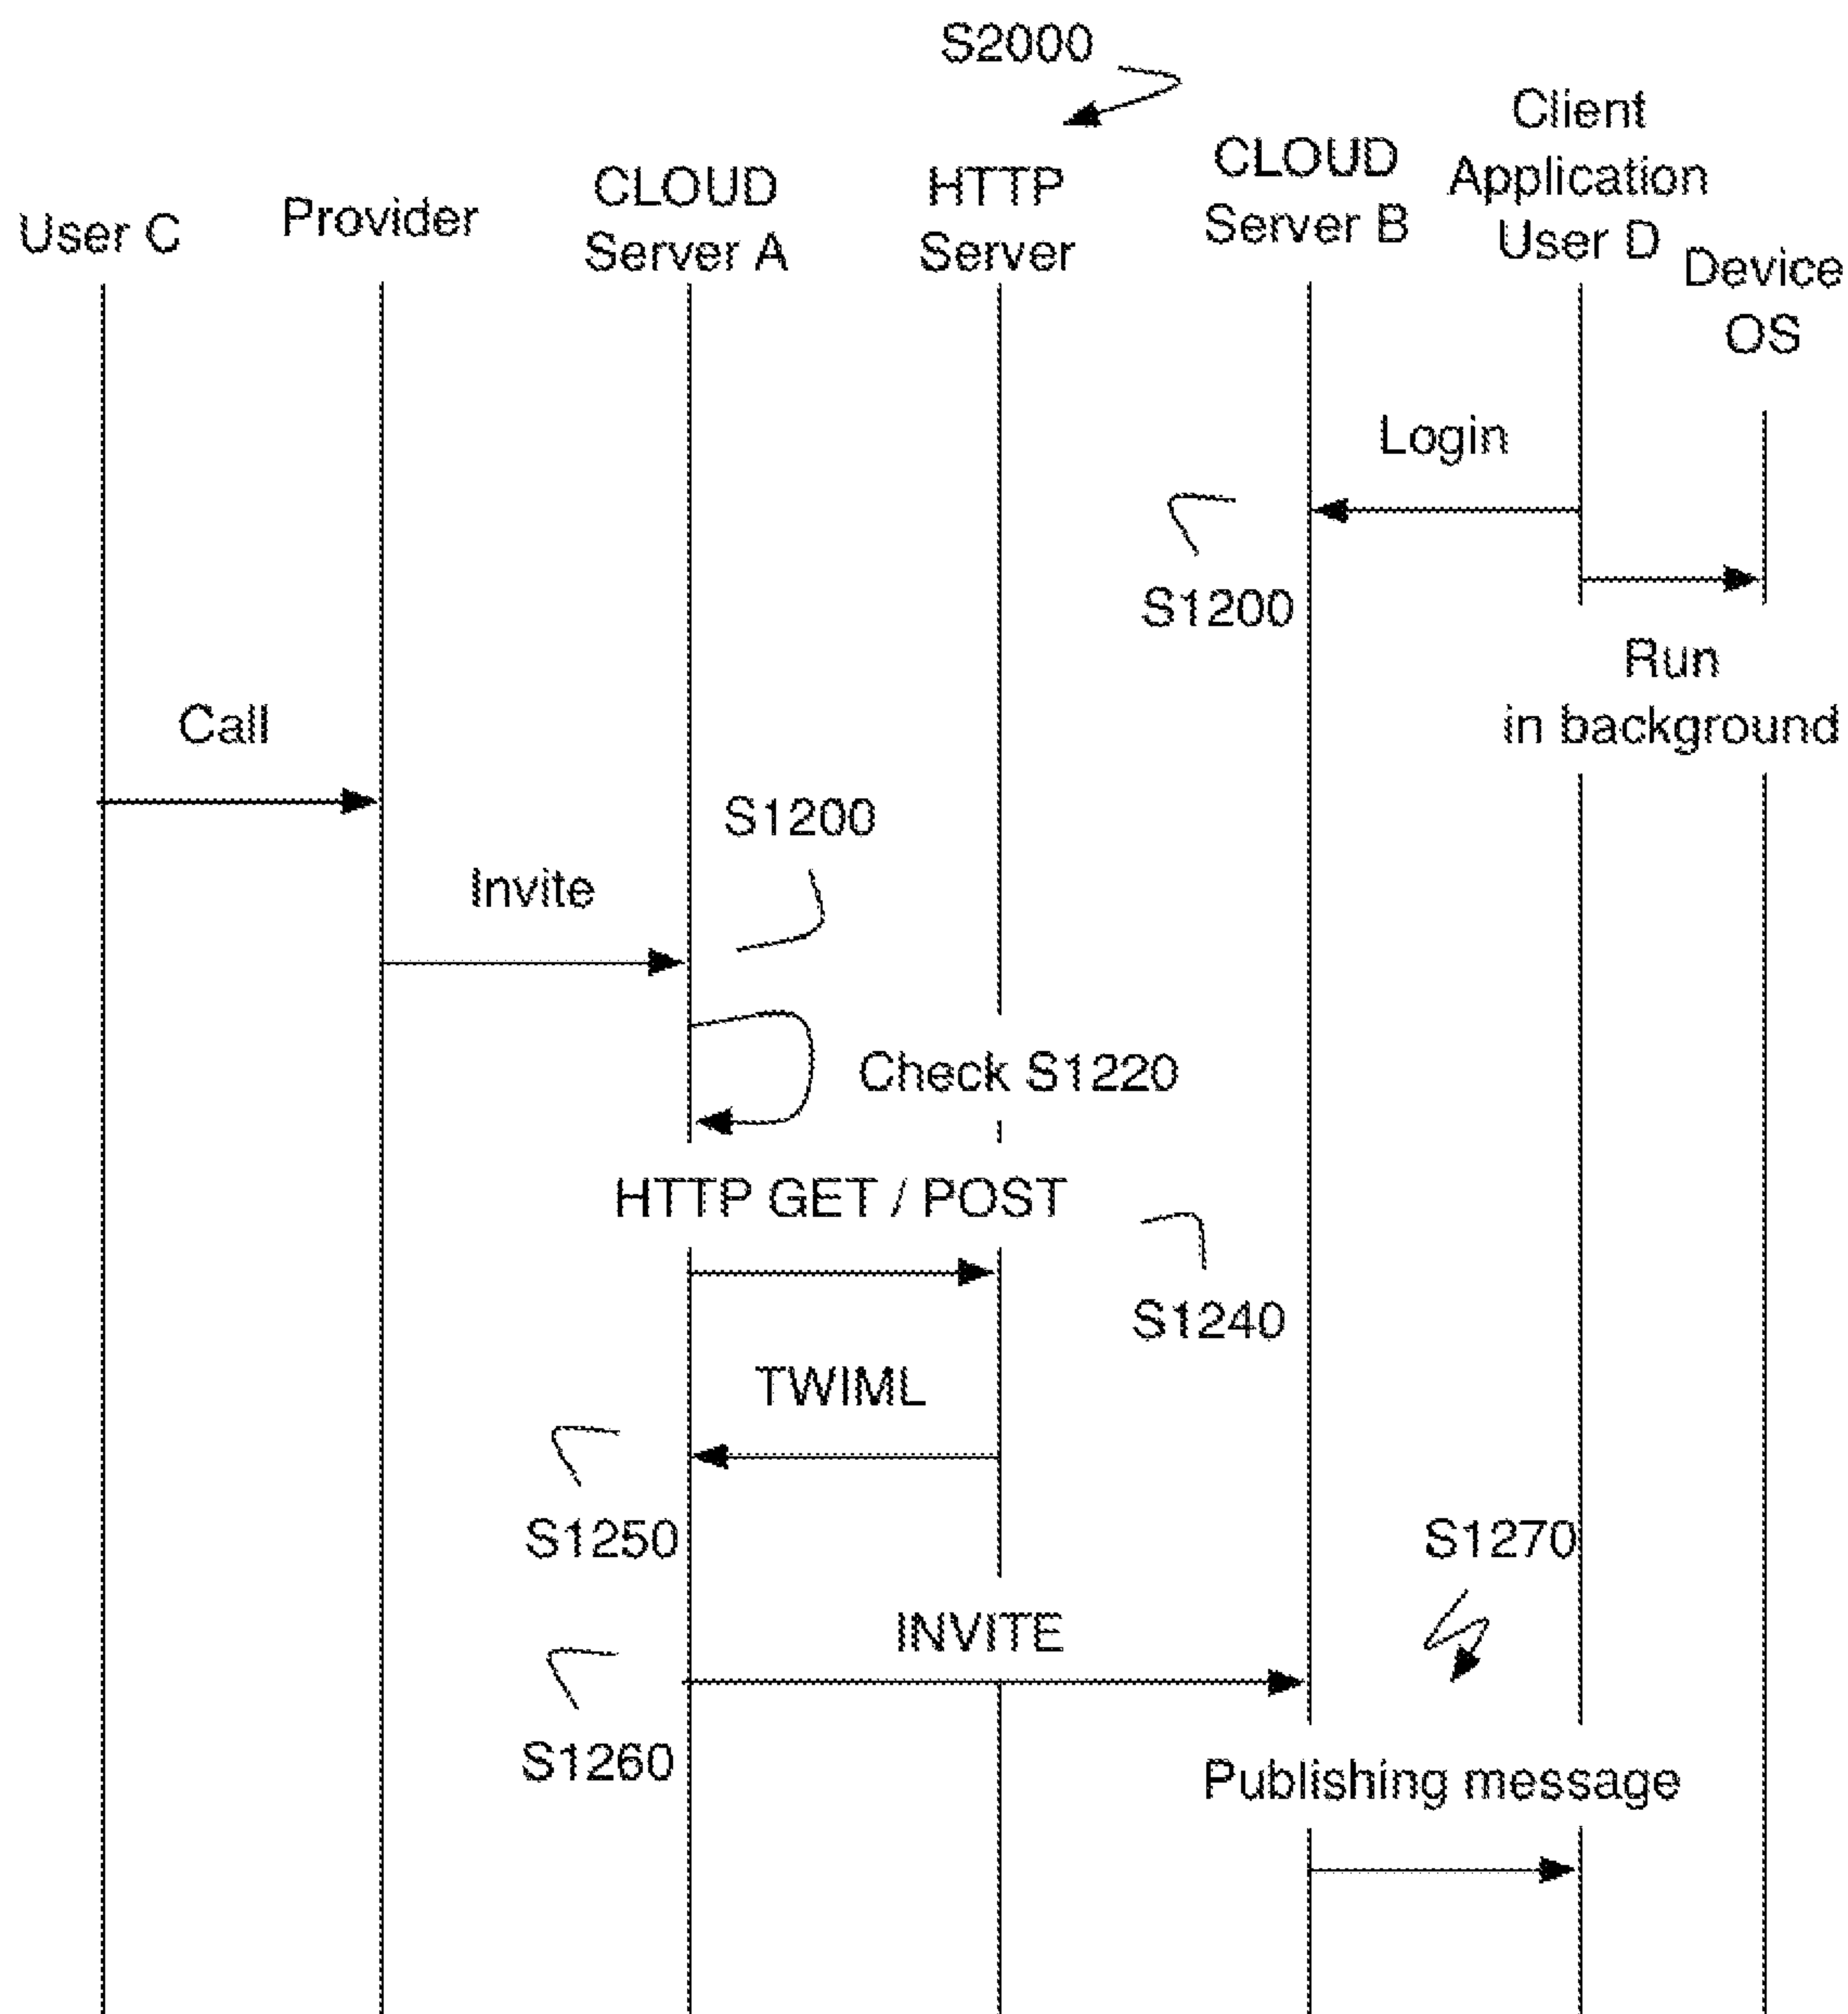 S2000
User C
Provider
CLOUD
Server A
HTTP
Server
CLOUD
Server B
Client
Application
User D
Device
OS
Login
S1200
Run
in background
Call
S1200
Invite
Check S1220
HTTP GET / POST
S1240
TWIML
S1250
S1270
INVITE
S1260
Publishing message